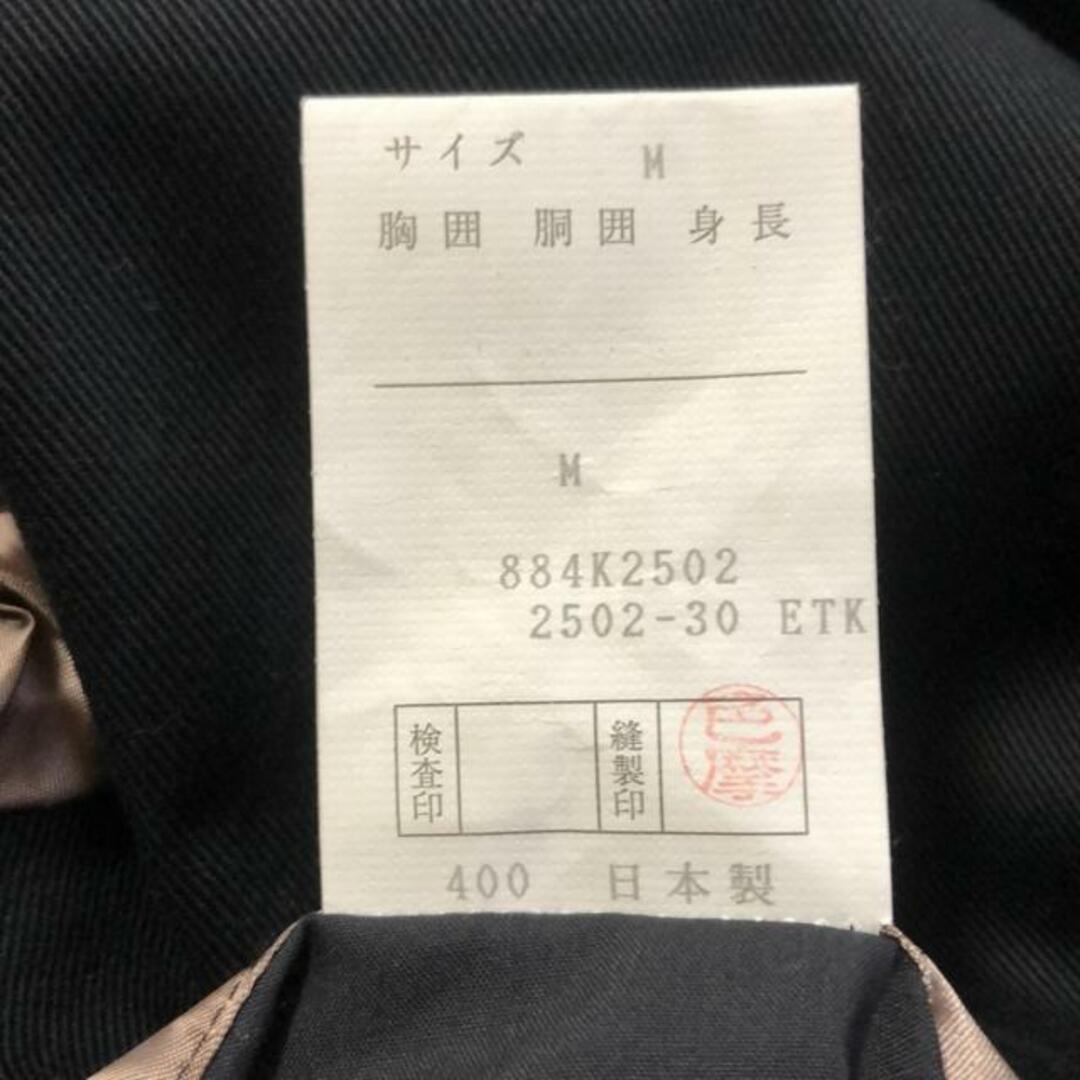 サイズ M
胸囲 胴囲 身長
M
884K2502
2502-30 ETK
検査印 縫製印
400 日本製